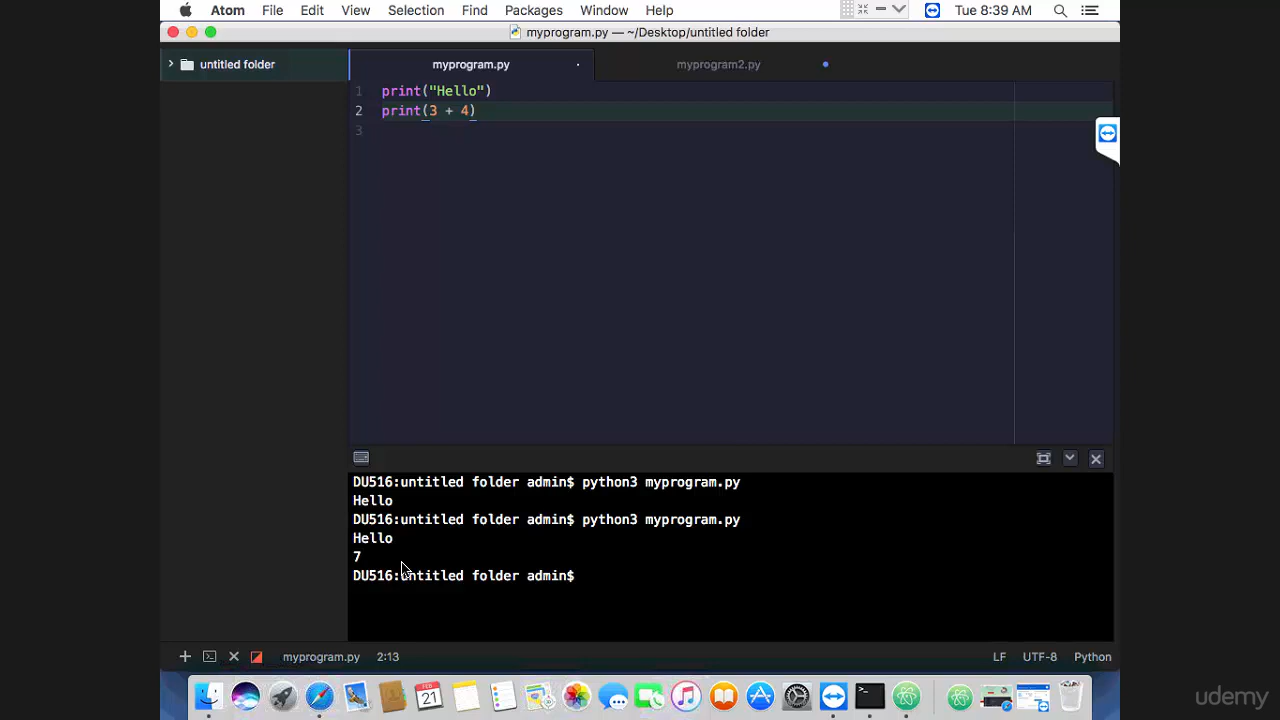 Atom File Edit View Selection Find Packages Window Help Tue 8:39 AM
myprogram.py — ~/Desktop/untitled folder
untitled folder
myprogram.py myprogram2.py
1 print("Hello")
2 print(3 + 4)
3
DU516:untitled folder admin$ python3 myprogram.py
Hello
DU516:untitled folder admin$ python3 myprogram.py
Hello
7
DU516:untitled folder admin$
myprogram.py 2:13 LF UTF-8 Python
FEB
21
udemy